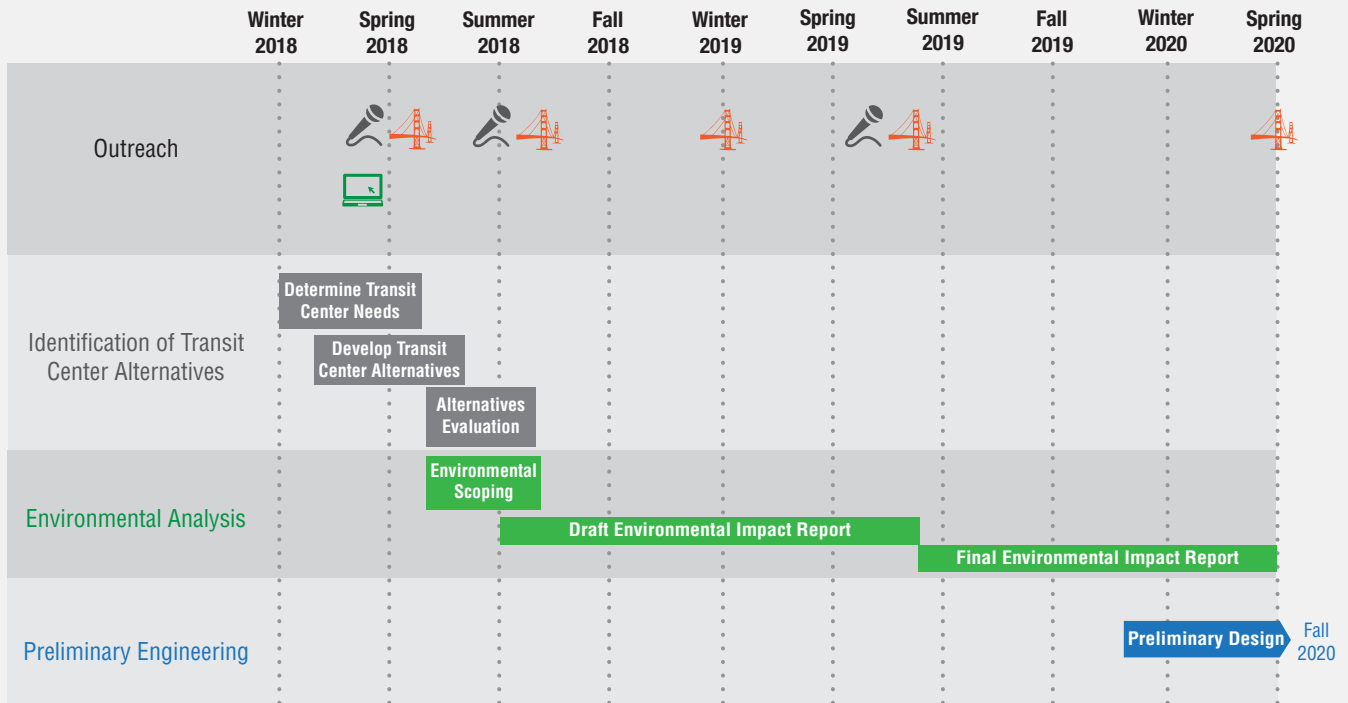 Winter
2018
Spring
2018
Summer
2018
Fall
2018
Winter
2019
Spring
2019
Summer
2019
Fall
2019
Winter
2020
Spring
2020
Outreach
Identification of Transit
Center Alternatives
Determine Transit
Center Needs
Develop Transit
Center Alternatives
Alternatives
Evaluation
Environmental Analysis
Environmental
Scoping
Draft Environmental Impact Report
Final Environmental Impact Report
Preliminary Engineering
Preliminary Design
Fall
2020